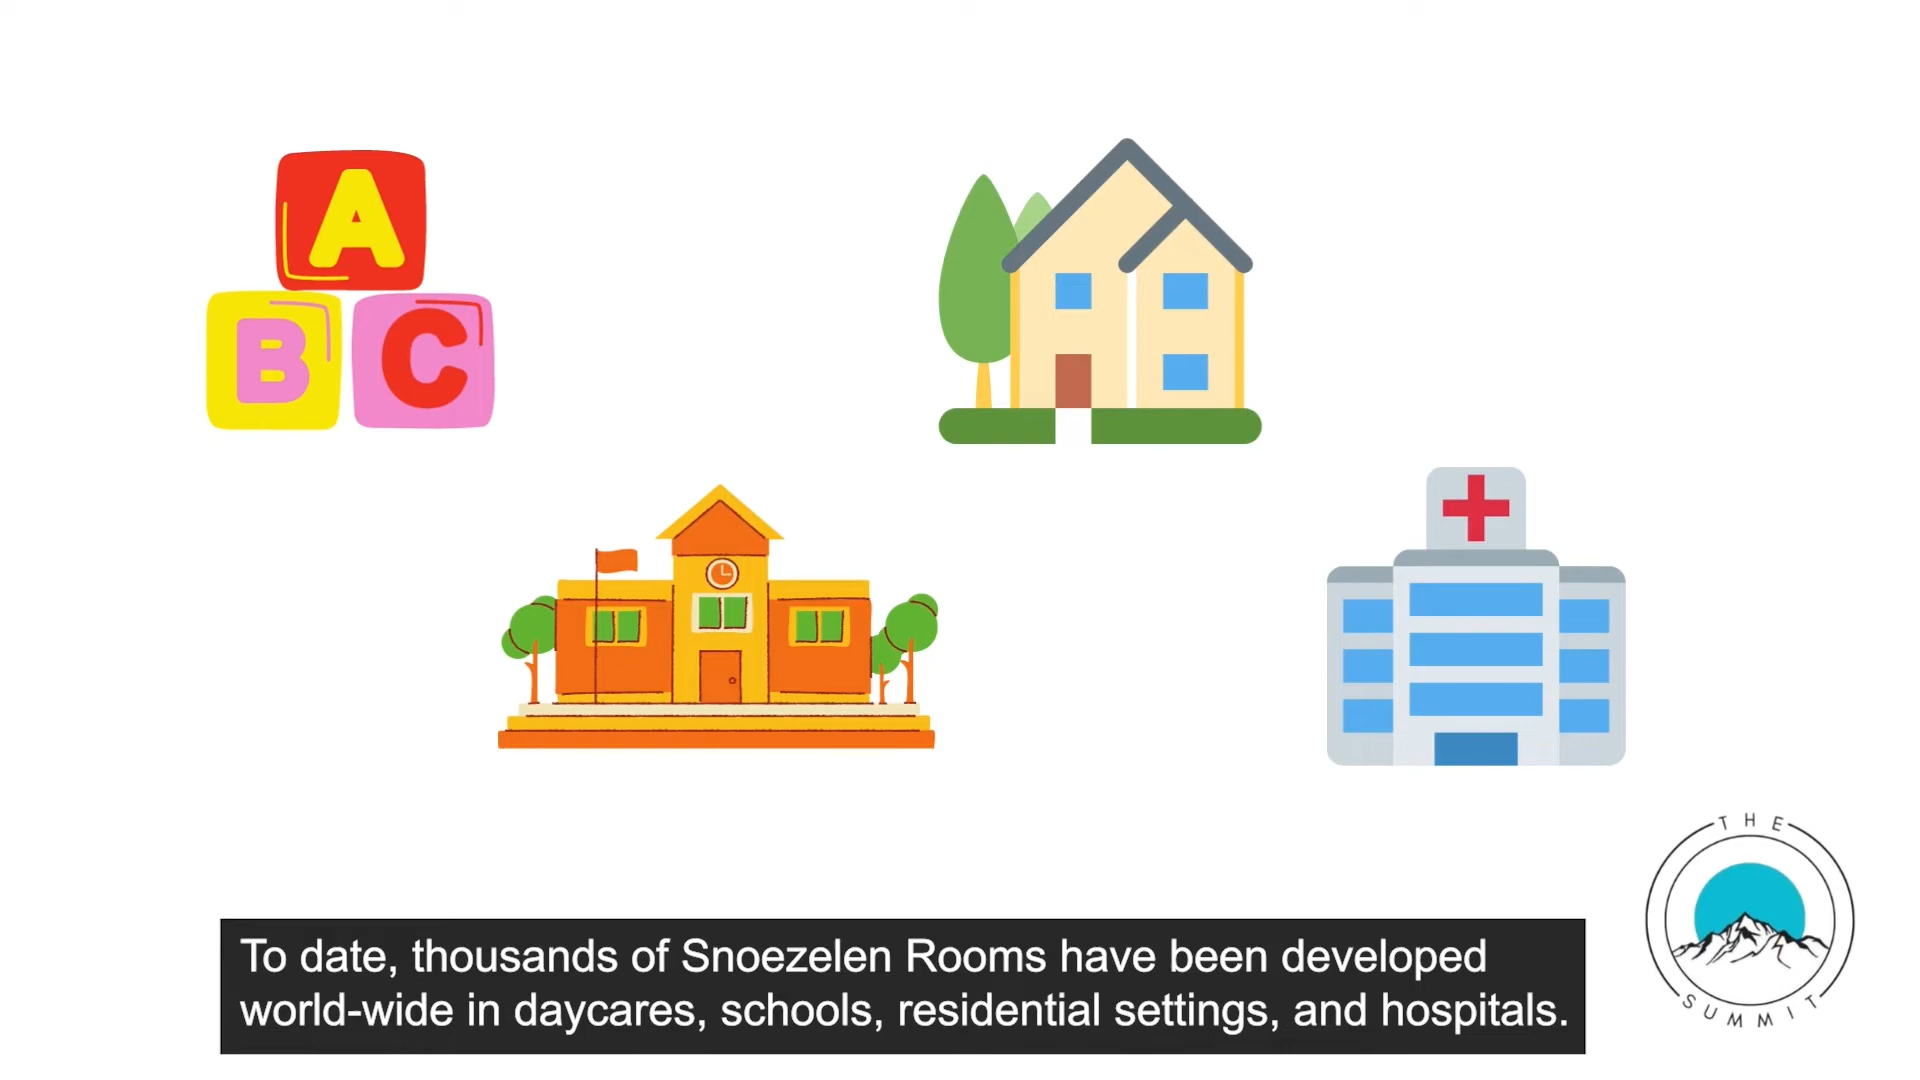 A
B C
To date, thousands of Snoezelen Rooms have been developed
world-wide in daycares, schools, residential settings, and hospitals.
THE
SUMMIT